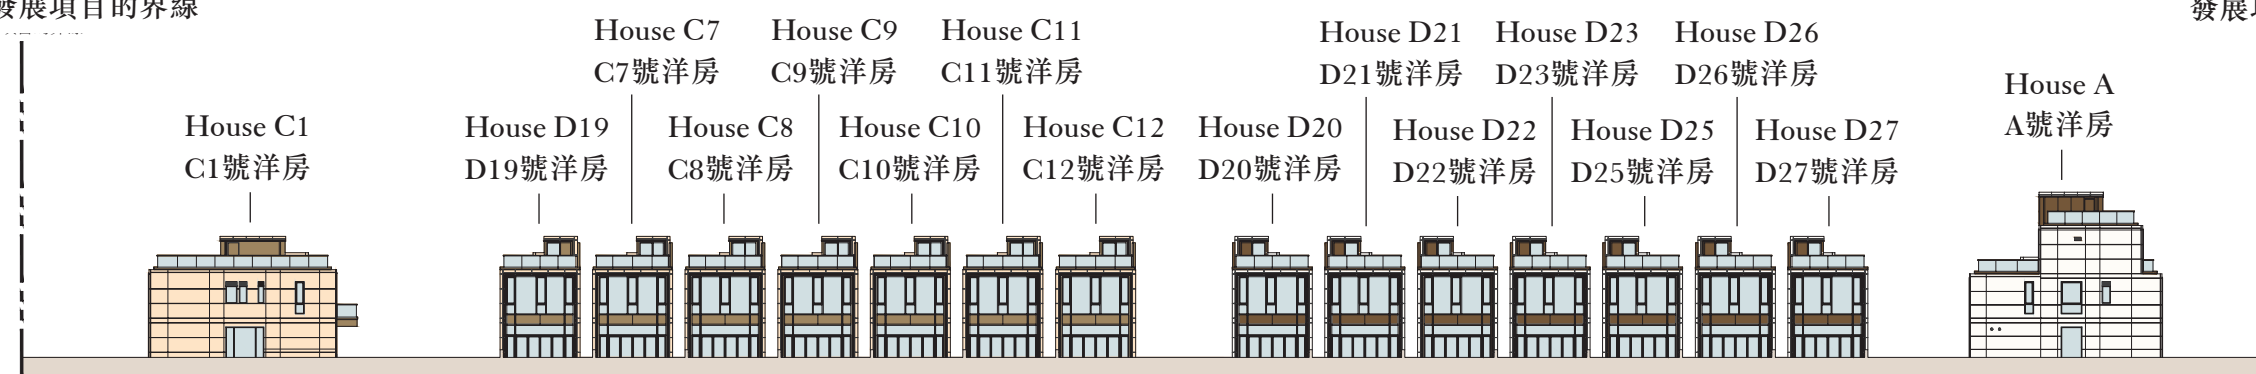 發展項目的界線
House C7
C7號洋房
House C9
C9號洋房
House C11
C11號洋房
House D21
D21號洋房
House D23
D23號洋房
House D26
D26號洋房
House A
A號洋房
House C1
C1號洋房
House D19
D19號洋房
House C8
C8號洋房
House C10
C10號洋房
House C12
C12號洋房
House D20
D20號洋房
House D22
D22號洋房
House D25
D25號洋房
House D27
D27號洋房
發展